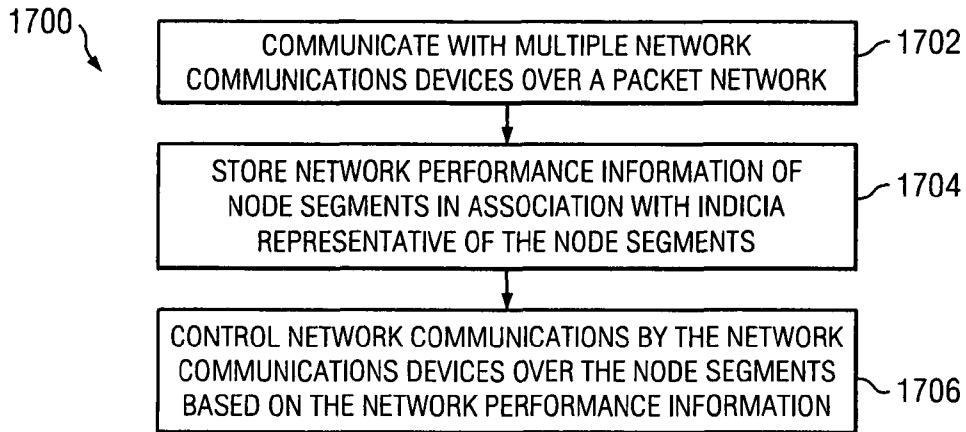 1700
COMMUNICATE WITH MULTIPLE NETWORK
COMMUNICATIONS DEVICES OVER A PACKET NETWORK
1702
STORE NETWORK PERFORMANCE INFORMATION OF
NODE SEGMENTS IN ASSOCIATION WITH INDICIA
REPRESENTATIVE OF THE NODE SEGMENTS
1704
CONTROL NETWORK COMMUNICATIONS BY THE NETWORK
COMMUNICATIONS DEVICES OVER THE NODE SEGMENTS
BASED ON THE NETWORK PERFORMANCE INFORMATION
1706